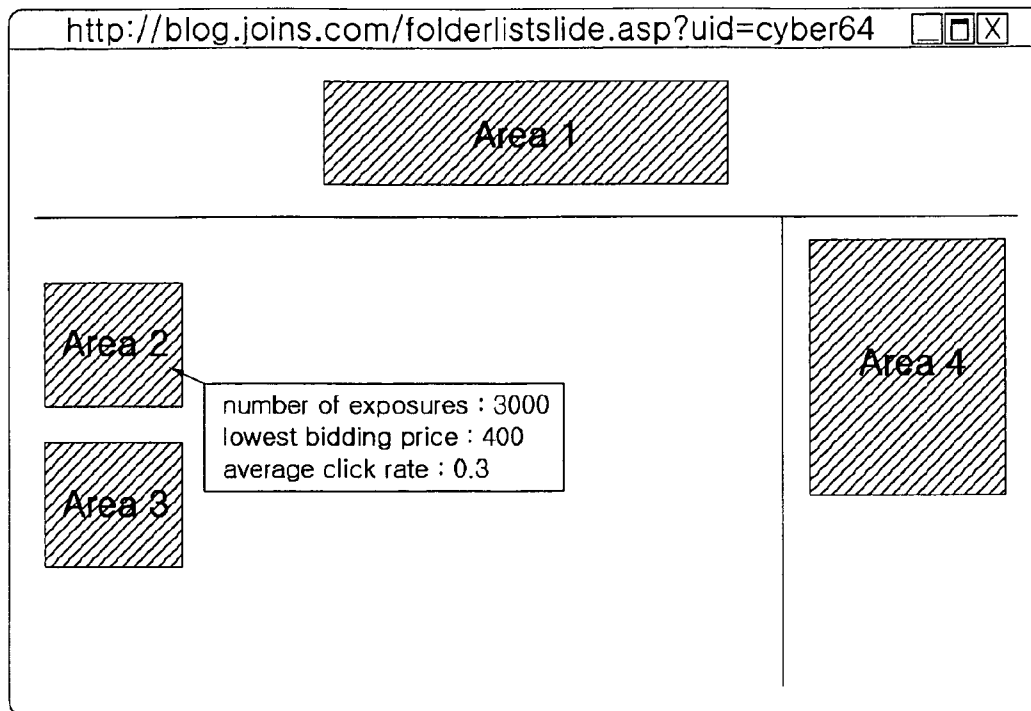 http://blog.joins.com/folderlistslide.asp?uid=cyber64
Area 1
Area 2
number of exposures : 3000
lowest bidding price : 400
average click rate : 0.3
Area 3
Area 4